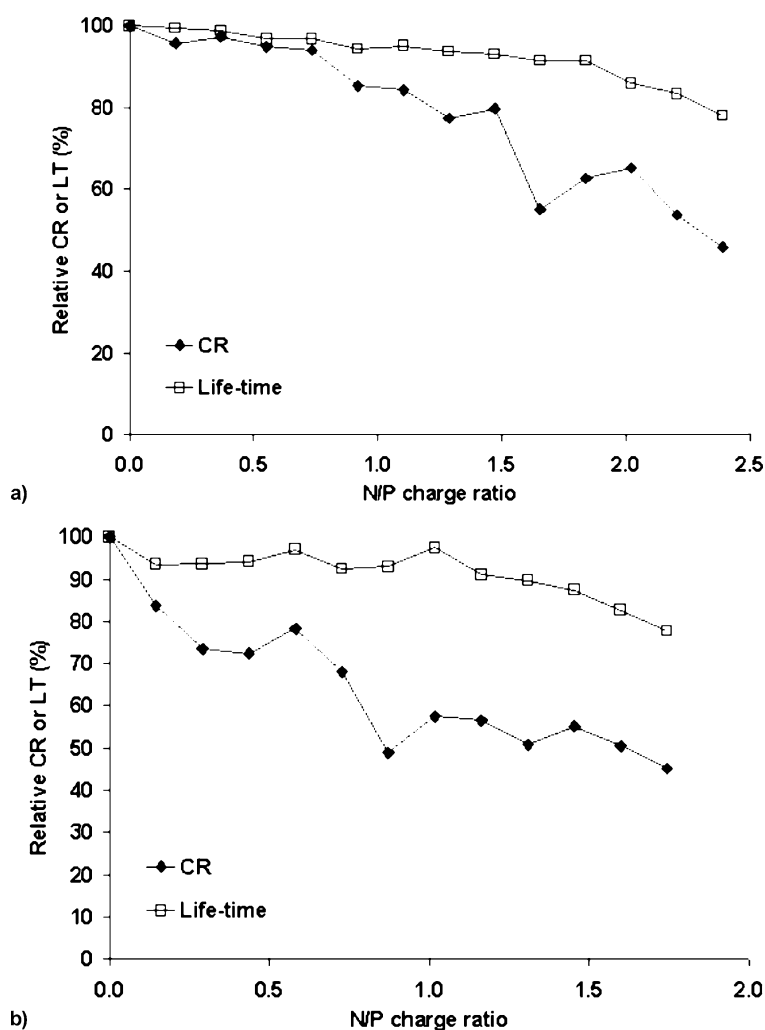 100
80
60
40
20
0
Relative CR or LT (%)
CR
Life-time
0.0 0.5 1.0 1.5 2.0 2.5
N/P charge ratio
a)
100
90
80
70
60
50
40
30
20
10
0
Relative CR or LT (%)
CR
Life-time
0.0 0.5 1.0 1.5 2.0
N/P charge ratio
b)